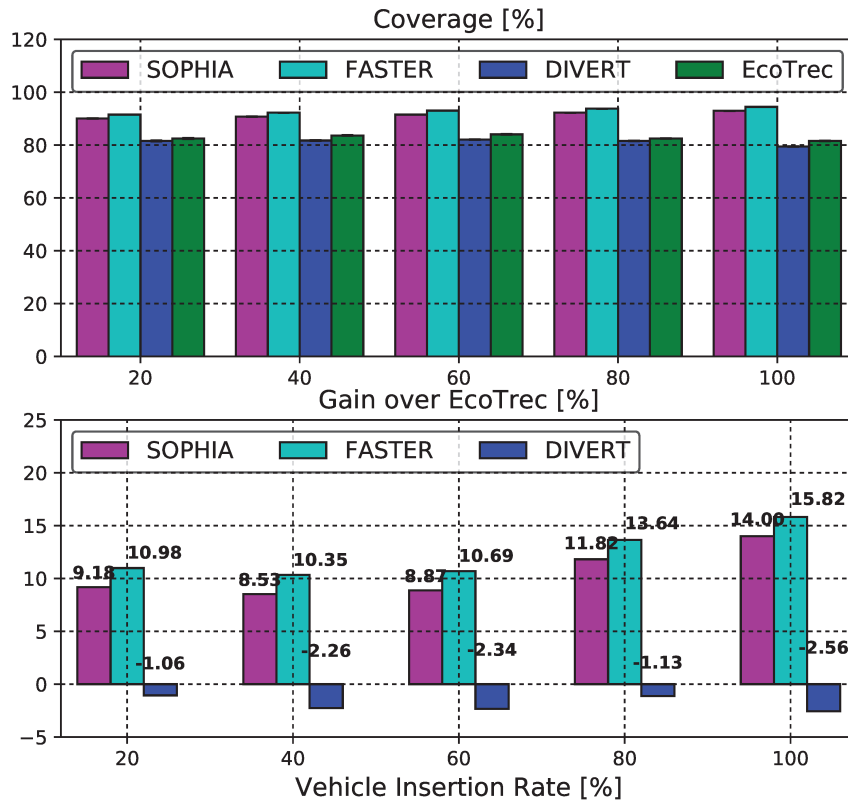 Coverage [%]
120
SOPHIA FASTER DIVERT EcoTrec
100
80
60
40
20
0
20 40 60 80 100
Gain over EcoTrec [%]
25
SOPHIA FASTER DIVERT
20
15
10
5
0
−5
9.18 10.98 -1.06
8.53 10.35 -2.26
8.87 10.69 -2.34
11.82 13.64 -1.13
14.00 15.82 -2.56
20 40 60 80 100
Vehicle Insertion Rate [%]